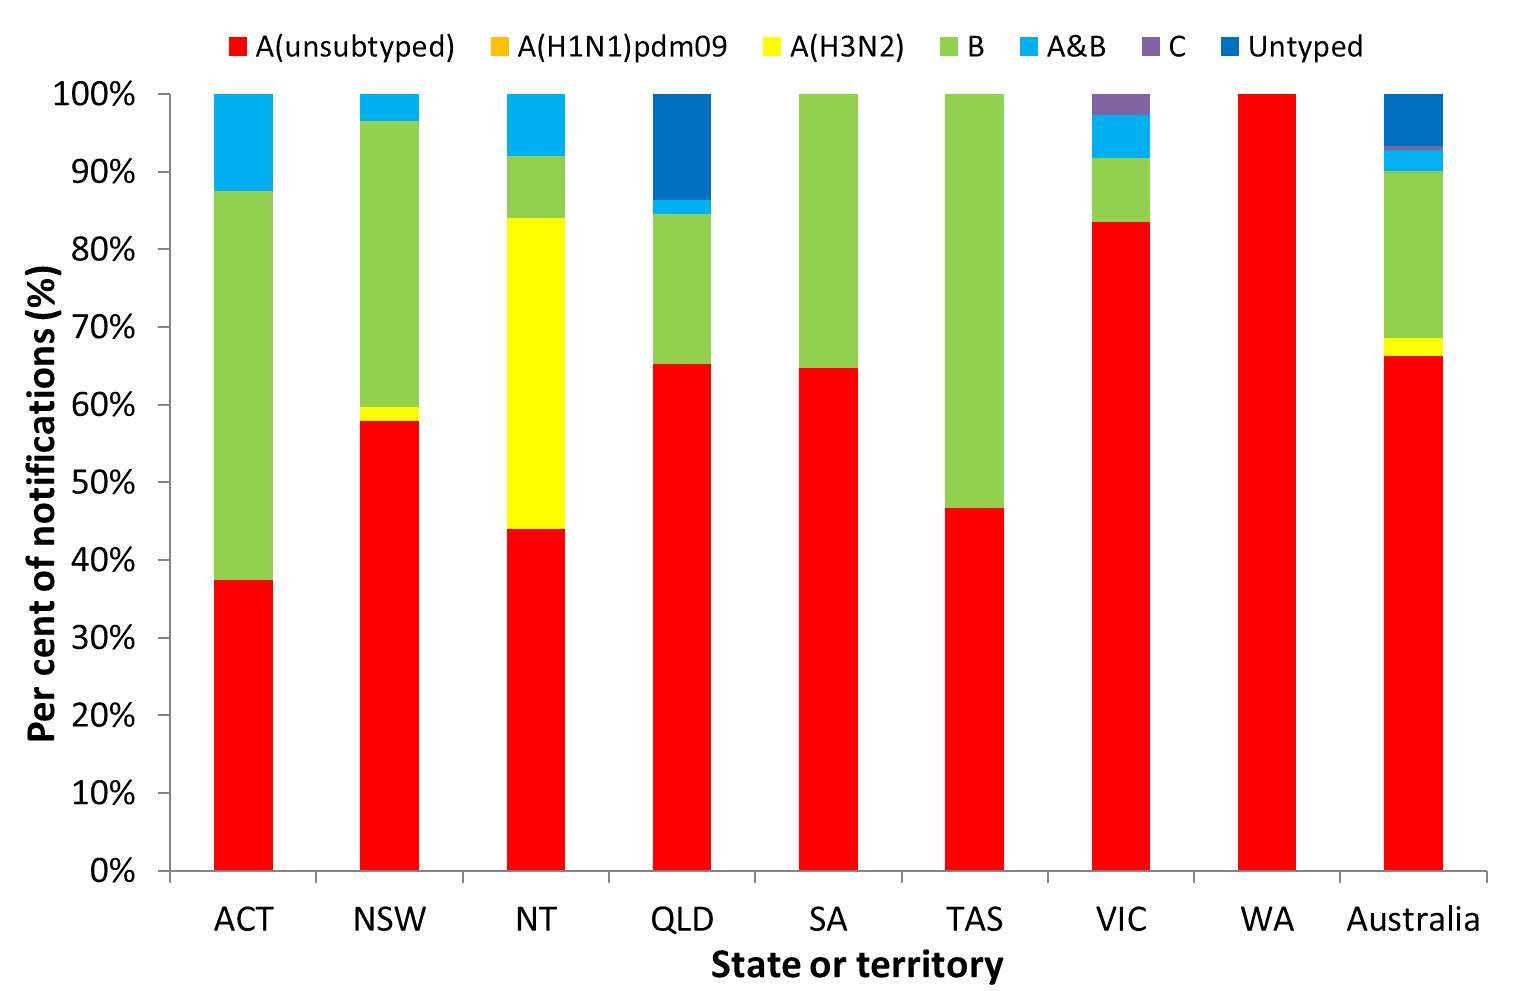 A(unsubtyped) A(H1N1)pdm09 A(H3N2) B A&B C Untyped
100%
90%
80%
70%
60%
50%
40%
30%
20%
10%
0%
Per cent of notifications (%)
ACT NSW NT QLD SA TAS VIC WA Australia
State or territory